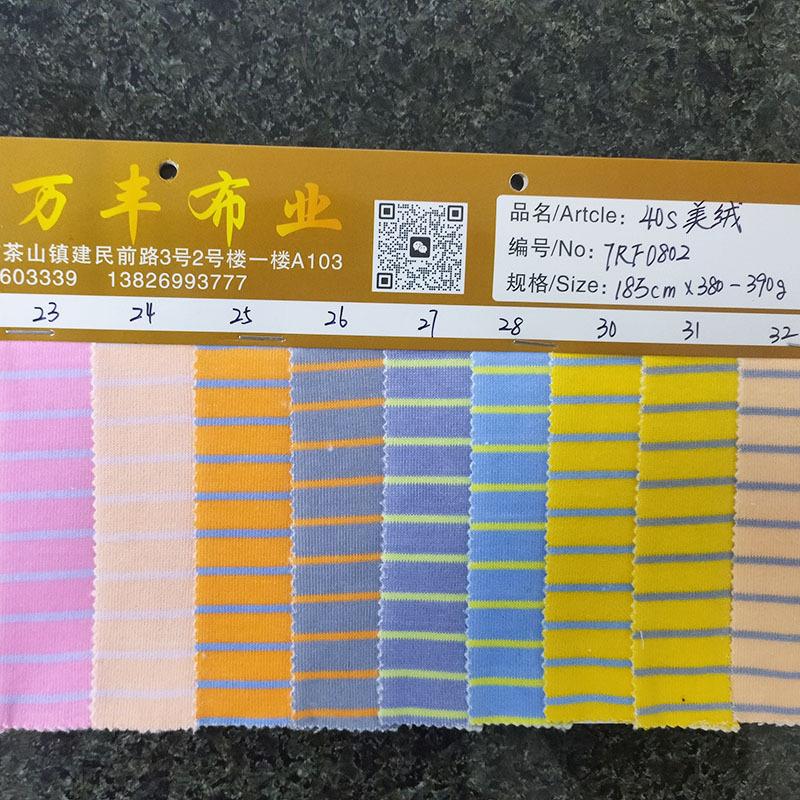 万丰布业
茶山镇建民前路3号2号楼一楼A103
603339 13826993777
品名/Artcle: 40S美绒
编号/No: 7RF0802
规格/Size: 185cm x 380-390g
23 24 25 26 27 28 30 31 32